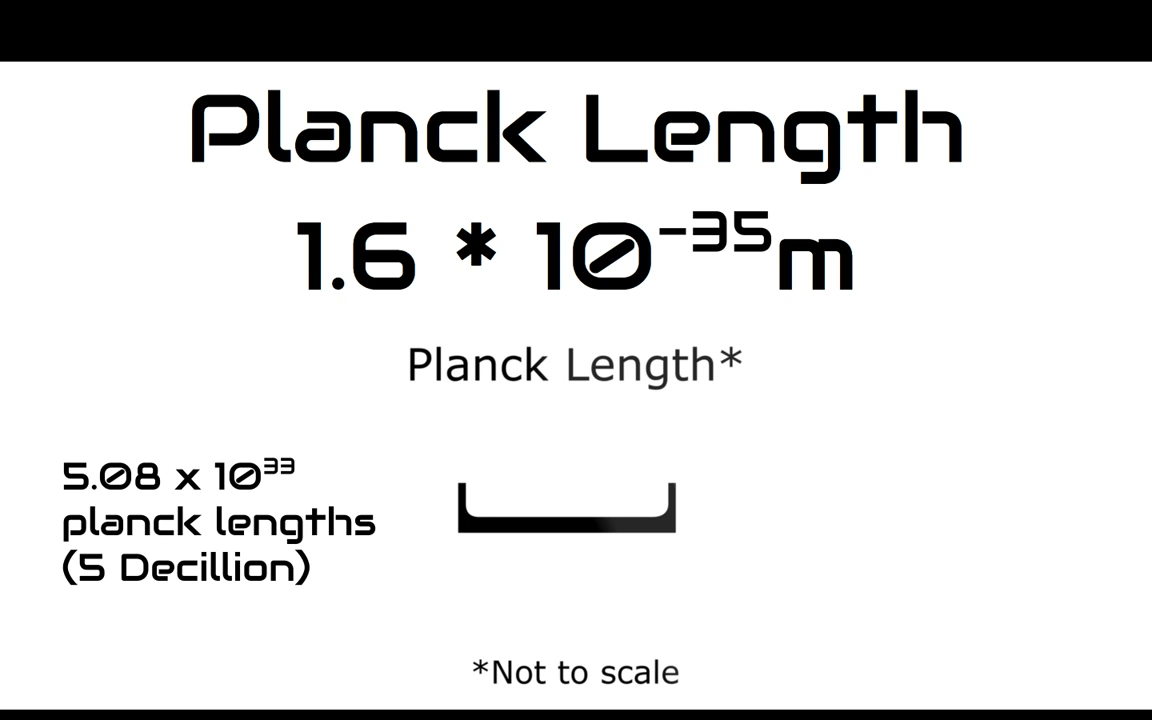 Planck Length
1.6 * 10⁻³⁵m
Planck Length*
5.08 x 10³³
planck lengths
(5 Decillion)
*Not to scale